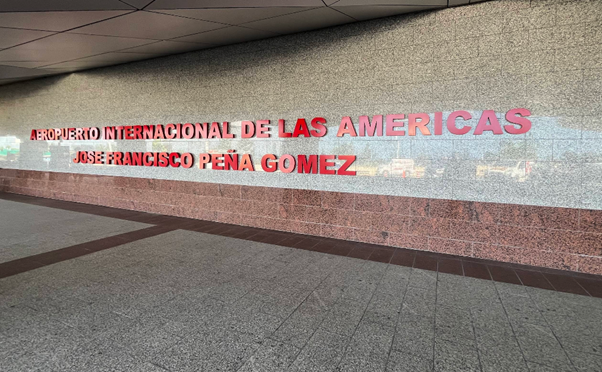 AEROPUERTO INTERNACIONAL DE LAS AMERICAS
JOSE FRANCISCO PEÑA GOMEZ